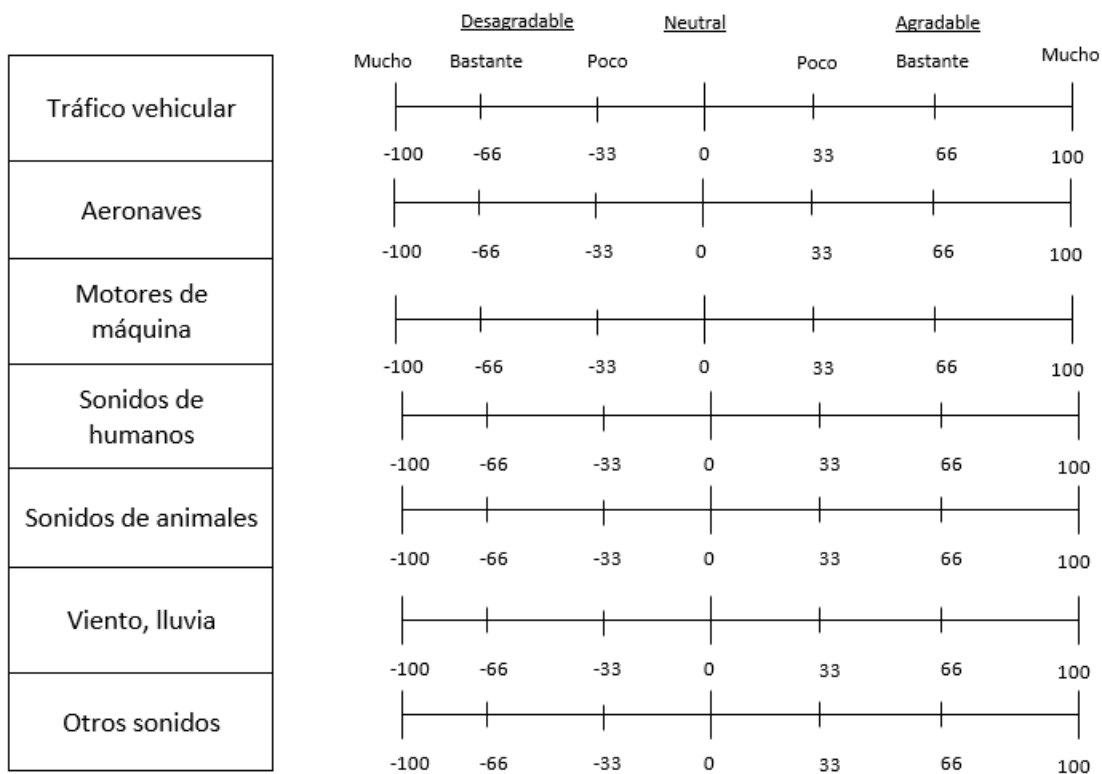 Desagradable Neutral Agradable
Mucho Bastante Poco Poco Bastante Mucho
Tráfico vehicular
-100 -66 -33 0 33 66 100
Aeronaves
-100 -66 -33 0 33 66 100
Motores de
máquina
-100 -66 -33 0 33 66 100
Sonidos de
humanos
-100 -66 -33 0 33 66 100
Sonidos de animales
-100 -66 -33 0 33 66 100
Viento, lluvia
-100 -66 -33 0 33 66 100
Otros sonidos
-100 -66 -33 0 33 66 100